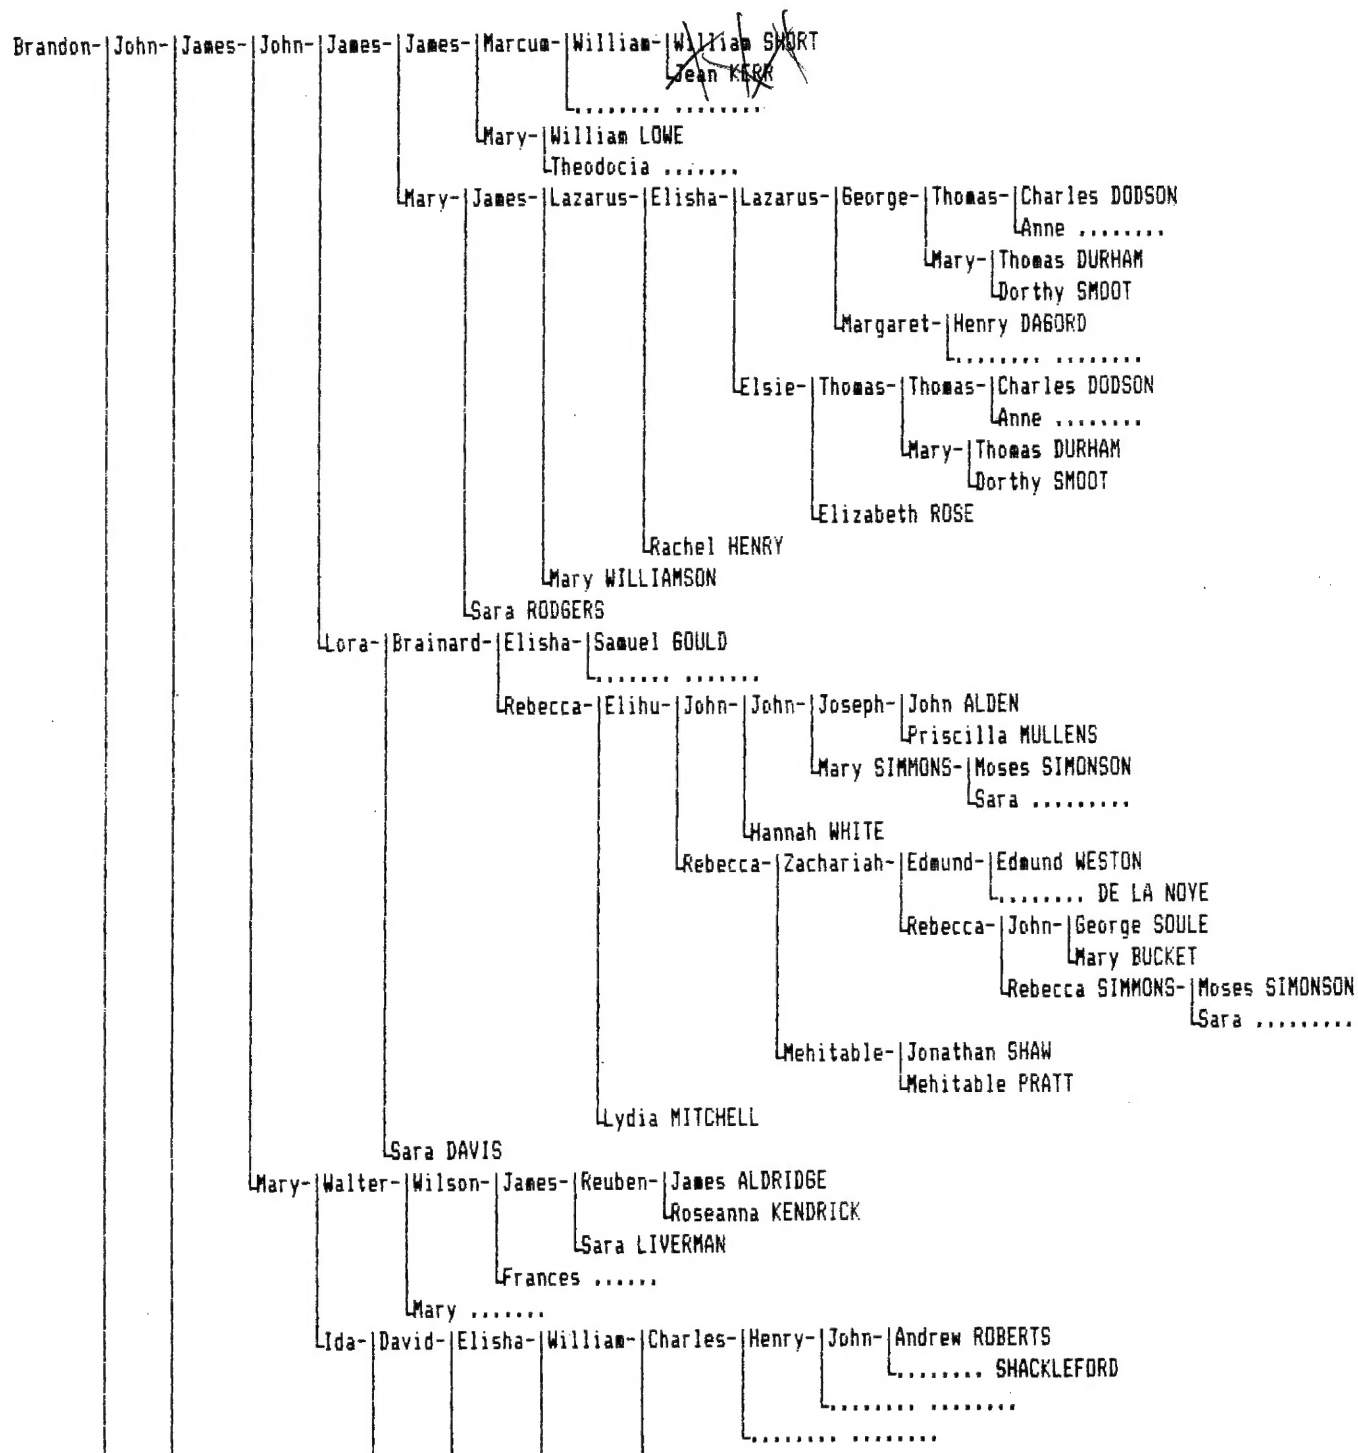 Brandon-|John-|James-|John-|James-|James-|Marcum-|William-|William SHORT
Jean KERR
........ ........
Mary-|William LOWE
Theodocia .......
Mary-|James-|Lazarus-|Elisha-|Lazarus-|George-|Thomas-|Charles DODSON
Anne ........
Mary-|Thomas DURHAM
Dorthy SMOOT
Margaret-|Henry DAGORD
........ ........
Elsie-|Thomas-|Thomas-|Charles DODSON
Anne ........
Mary-|Thomas DURHAM
Dorthy SMOOT
Elizabeth ROSE
Rachel HENRY
Mary WILLIAMSON
Sara RODGERS
Lora-|Brainard-|Elisha-|Samuel GOULD
....... .......
Rebecca-|Elihu-|John-|John-|Joseph-|John ALDEN
Priscilla MULLENS
Mary SIMMONS-|Moses SIMONSON
Sara .........
Hannah WHITE
Rebecca-|Zachariah-|Edmund-|Edmund WESTON
........ DE LA NOYE
Rebecca-|John-|George SOULE
Mary BUCKET
Rebecca SIMMONS-|Moses SIMONSON
Sara .........
Mehitable-|Jonathan SHAW
Mehitable PRATT
Lydia MITCHELL
Sara DAVIS
Mary-|Walter-|Wilson-|James-|Reuben-|James ALDRIDGE
Roseanna KENDRICK
Sara LIVERMAN
Frances ......
Mary .......
Ida-|David-|Elisha-|William-|Charles-|Henry-|John-|Andrew ROBERTS
........ SHACKLEFORD
........ ........
........ ........